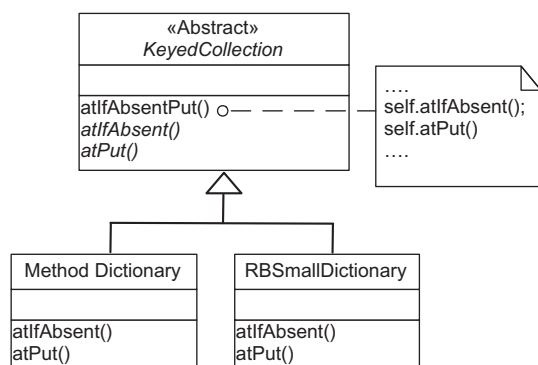 «Abstract»
KeyedCollection
atIfAbsentPut()
atIfAbsent()
atPut()
....
self.atIfAbsent();
self.atPut()
....
Method Dictionary
atIfAbsent()
atPut()
RBSmallDictionary
atIfAbsent()
atPut()